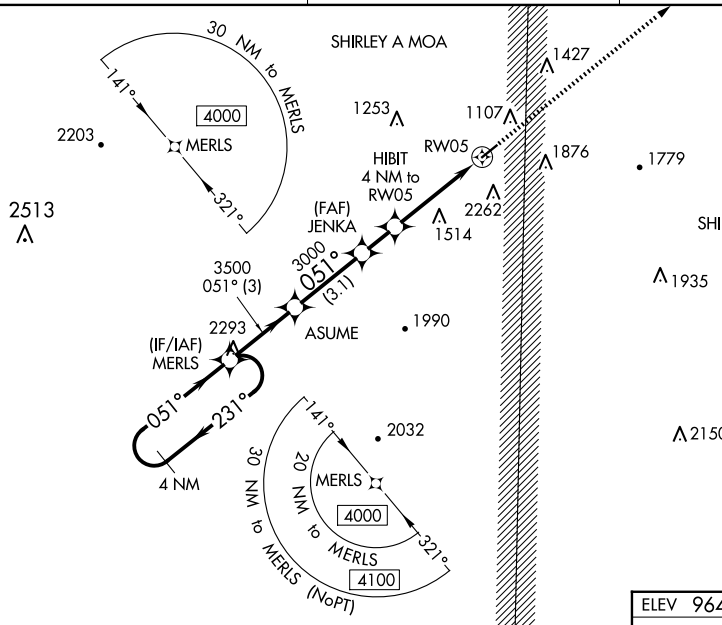 SHIRLEY A MOA
30 NM to MERLS
141°
4000
MERLS
321°
2203
2513
1427
1253
1107
RW05
1876
1779
HIBIT
4 NM to
RW05
2262
1514
(FAF)
JENKA
SHI
3000
051°
(3.1)
3500
051° (3)
1935
ASUME
1990
2293
(IF/IAF)
MERLS
051°
231°
4 NM
2032
2150
141°
MERLS
4000
321°
20 NM to MERLS
30 NM to MERLS (NoPT)
4100
ELEV 964